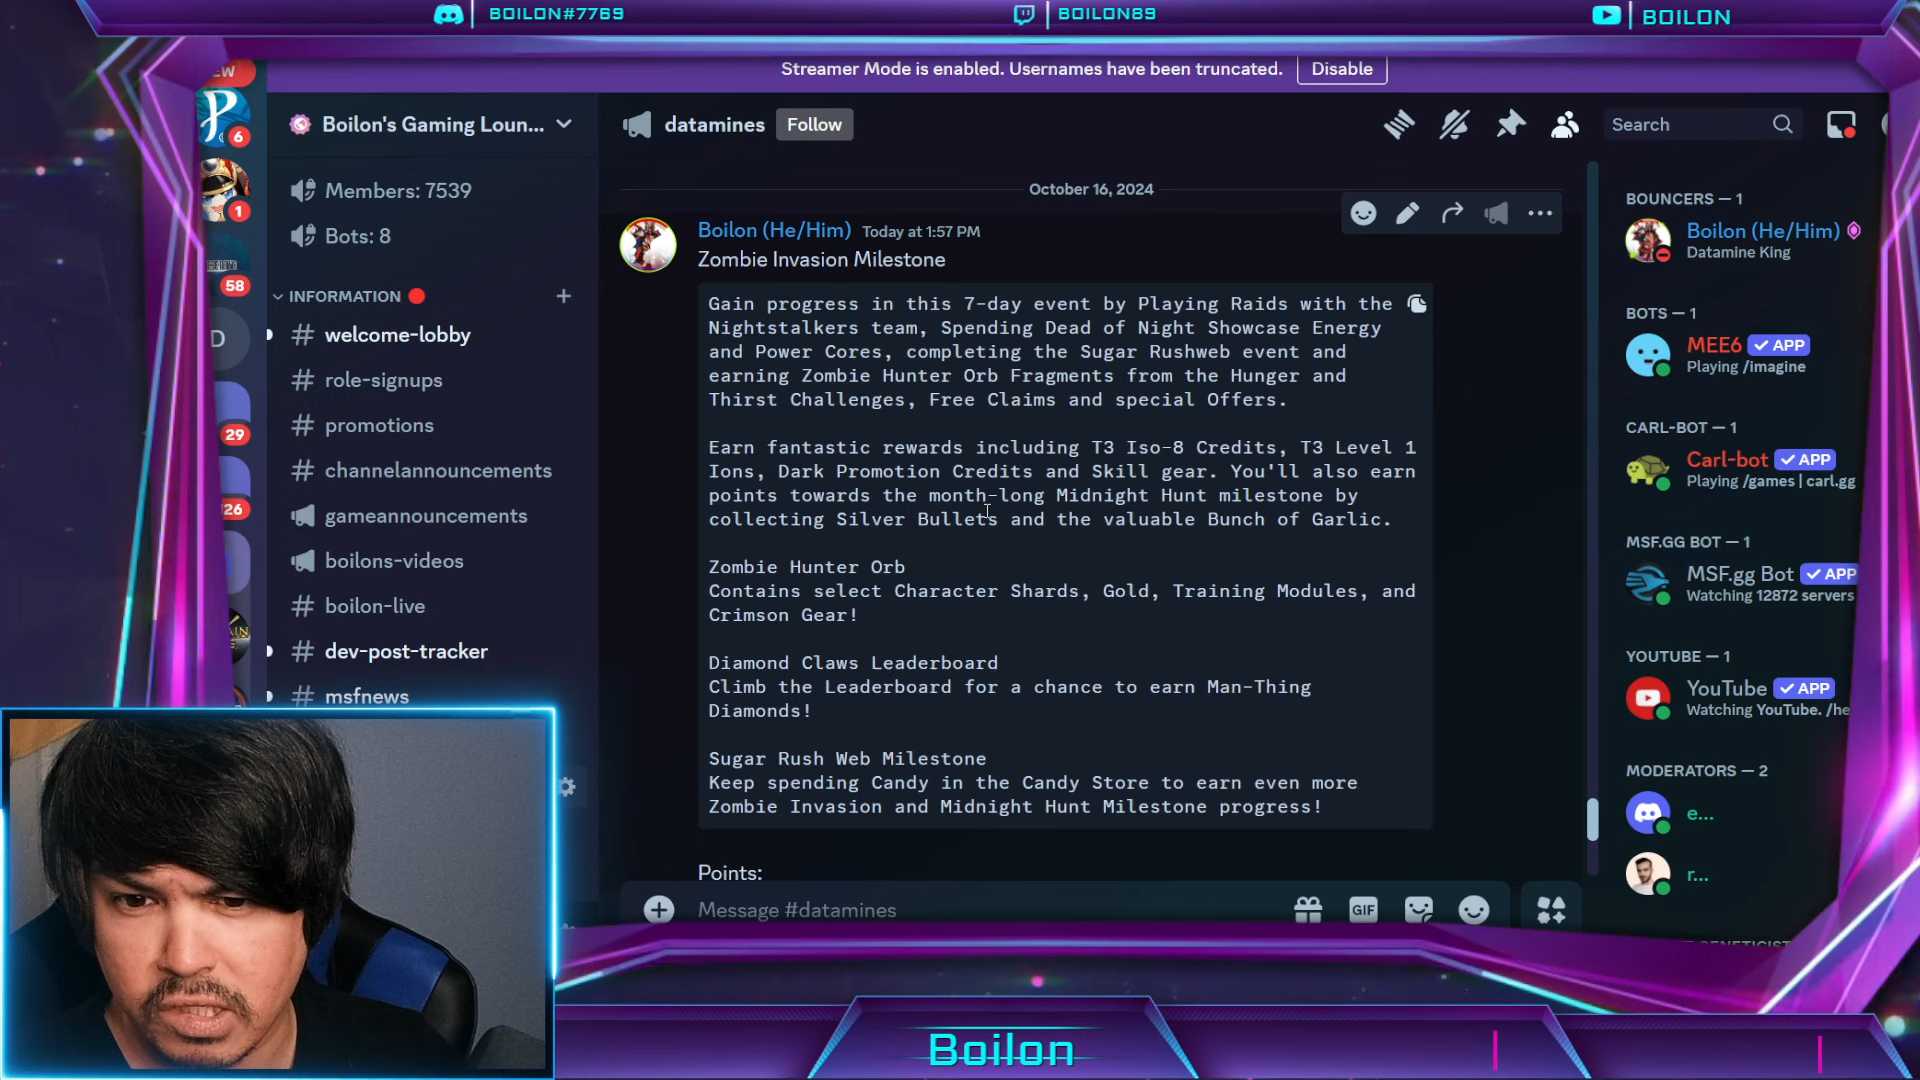 BOILON#7769
BOILON89
BOILON
Streamer Mode is enabled. Usernames have been truncated.
Disable
6
1
58
D
29
26
Boilon's Gaming Loun...
Members: 7539
Bots: 8
INFORMATION
welcome-lobby
role-signups
promotions
channelannouncements
gameannouncements
boilons-videos
boilon-live
dev-post-tracker
msfnews
datamines
Follow
Search
October 16, 2024
Boilon (He/Him) Today at 1:57 PM
Zombie Invasion Milestone
Gain progress in this 7-day event by Playing Raids with the
Nightstalkers team, Spending Dead of Night Showcase Energy
and Power Cores, completing the Sugar Rushweb event and
earning Zombie Hunter Orb Fragments from the Hunger and
Thirst Challenges, Free Claims and special Offers.
Earn fantastic rewards including T3 Iso-8 Credits, T3 Level 1
Ions, Dark Promotion Credits and Skill gear. You'll also earn
points towards the month-long Midnight Hunt milestone by
collecting Silver Bullets and the valuable Bunch of Garlic.
Zombie Hunter Orb
Contains select Character Shards, Gold, Training Modules, and
Crimson Gear!
Diamond Claws Leaderboard
Climb the Leaderboard for a chance to earn Man-Thing
Diamonds!
Sugar Rush Web Milestone
Keep spending Candy in the Candy Store to earn even more
Zombie Invasion and Midnight Hunt Milestone progress!
Points:
Message #datamines
GIF
BOUNCERS — 1
Boilon (He/Him)
Datamine King
BOTS — 1
MEE6 APP
Playing /imagine
CARL-BOT — 1
Carl-bot APP
Playing /games | carl.gg
MSF.GG BOT — 1
MSF.gg Bot APP
Watching 12872 servers
YOUTUBE — 1
YouTube APP
Watching YouTube. /he
MODERATORS — 2
e...
r...
Boilon